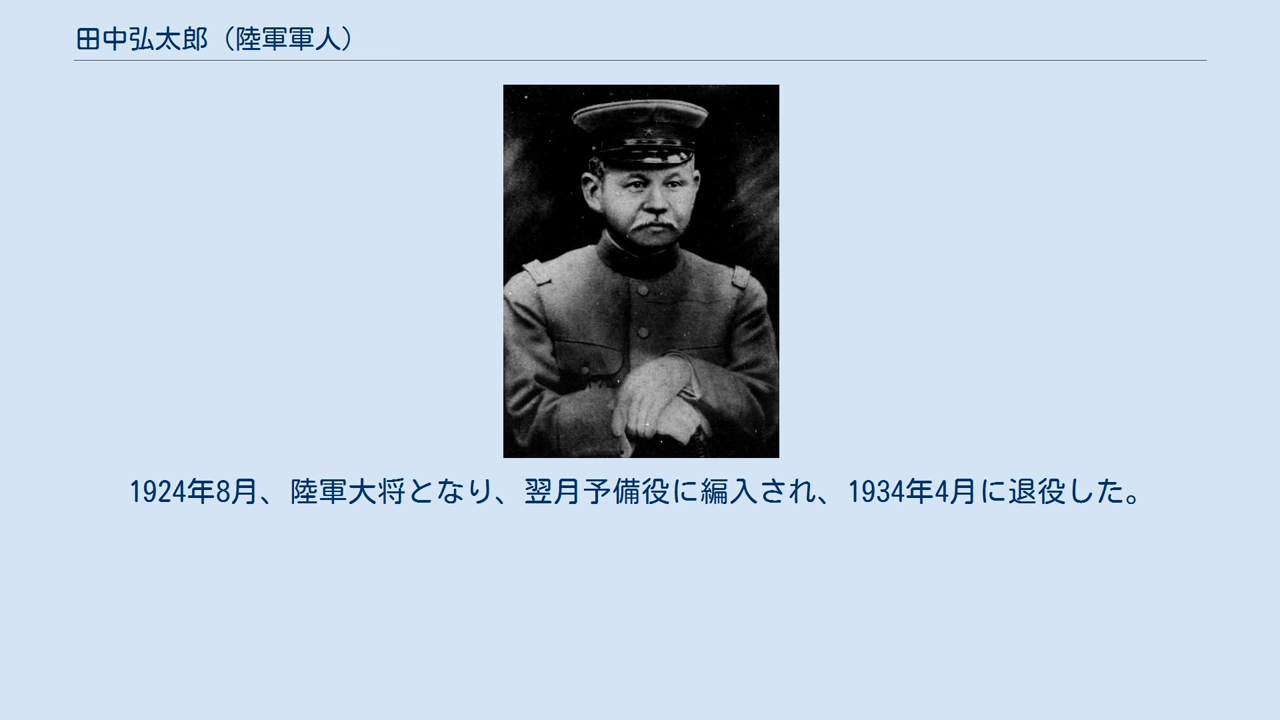 田中弘太郎（陸軍軍人）
1924年8月、陸軍大将となり、翌月予備役に編入され、1934年4月に退役した。